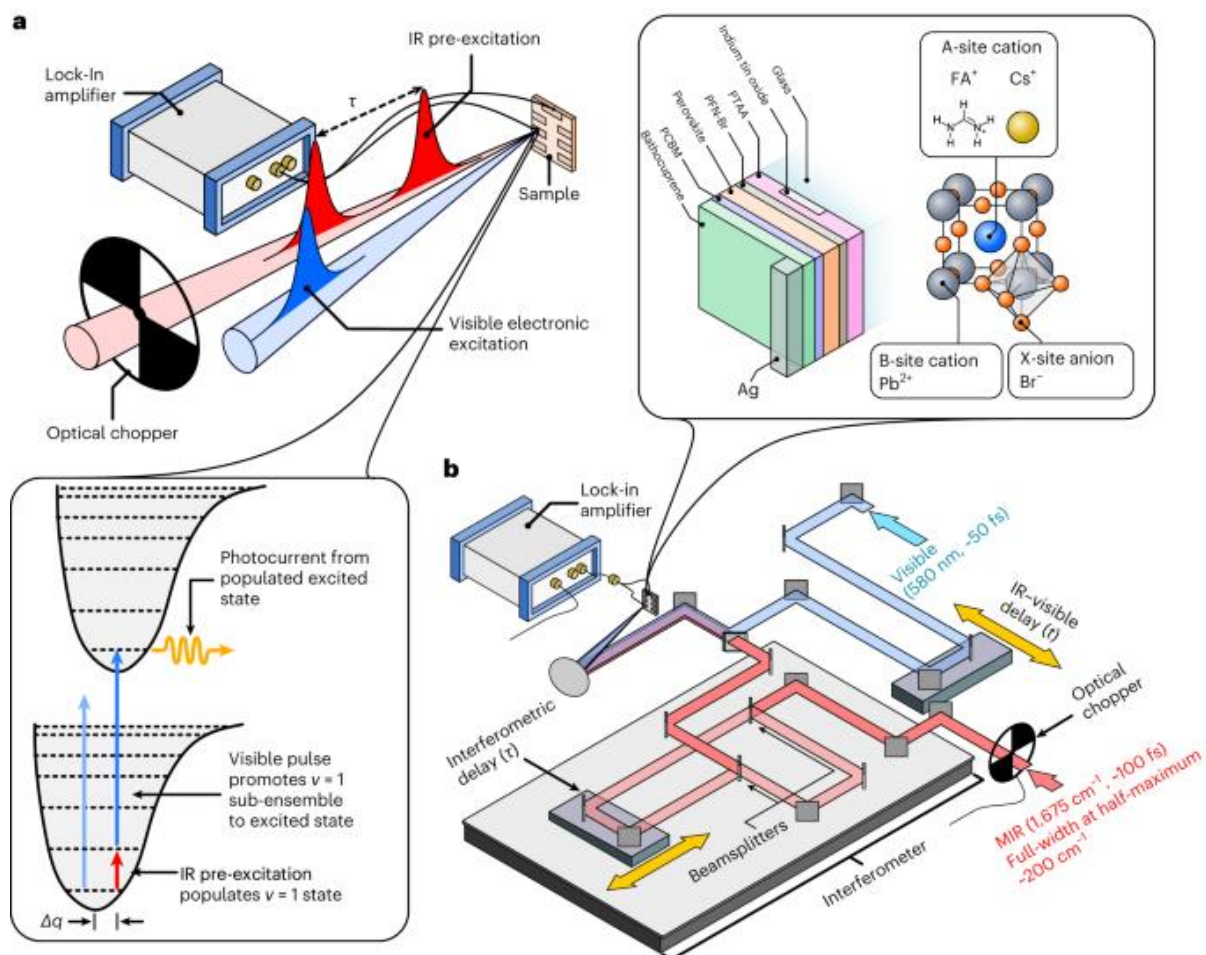 a
Lock-In
amplifier
IR pre-excitation
τ
Sample
Visible electronic
excitation
Optical chopper
Glass
Indium tin oxide
PTAA
PFN-Br
Perovskite
PCBM
Bathocuprene
Ag
A-site cation
FA⁺ Cs⁺
H
N
H
H
N
H
H
+
B-site cation
Pb²⁺
X-site anion
Br⁻
Photocurrent from
populated excited
state
Visible pulse
promotes v = 1
sub-ensemble
to excited state
IR pre-excitation
populates v = 1 state
Δq
b
Lock-in
amplifier
Visible
(580 nm, ~50 fs)
IR–visible
delay (t)
Optical
chopper
Interferometric
delay (τ)
Beamsplitters
Interferometer
MIR (1,675 cm⁻¹, ~100 fs)
Full-width at half-maximum
~200 cm⁻¹